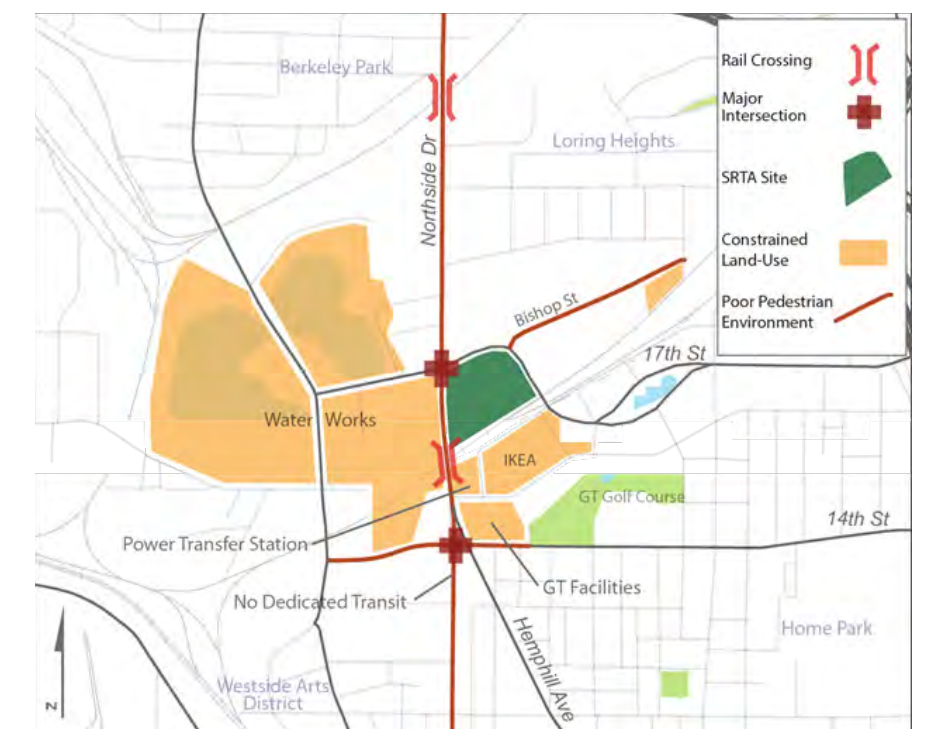 Berkeley Park
Rail Crossing
Major
Intersection
Loring Heights
Northside Dr
SRTA Site
Constrained
Land-Use
Poor Pedestrian
Environment
Bishop St
17th St
Water Works
IKEA
GT Golf Course
14th St
Power Transfer Station
GT Facilities
No Dedicated Transit
Hemphill Ave
Home Park
Westside Arts
District
N